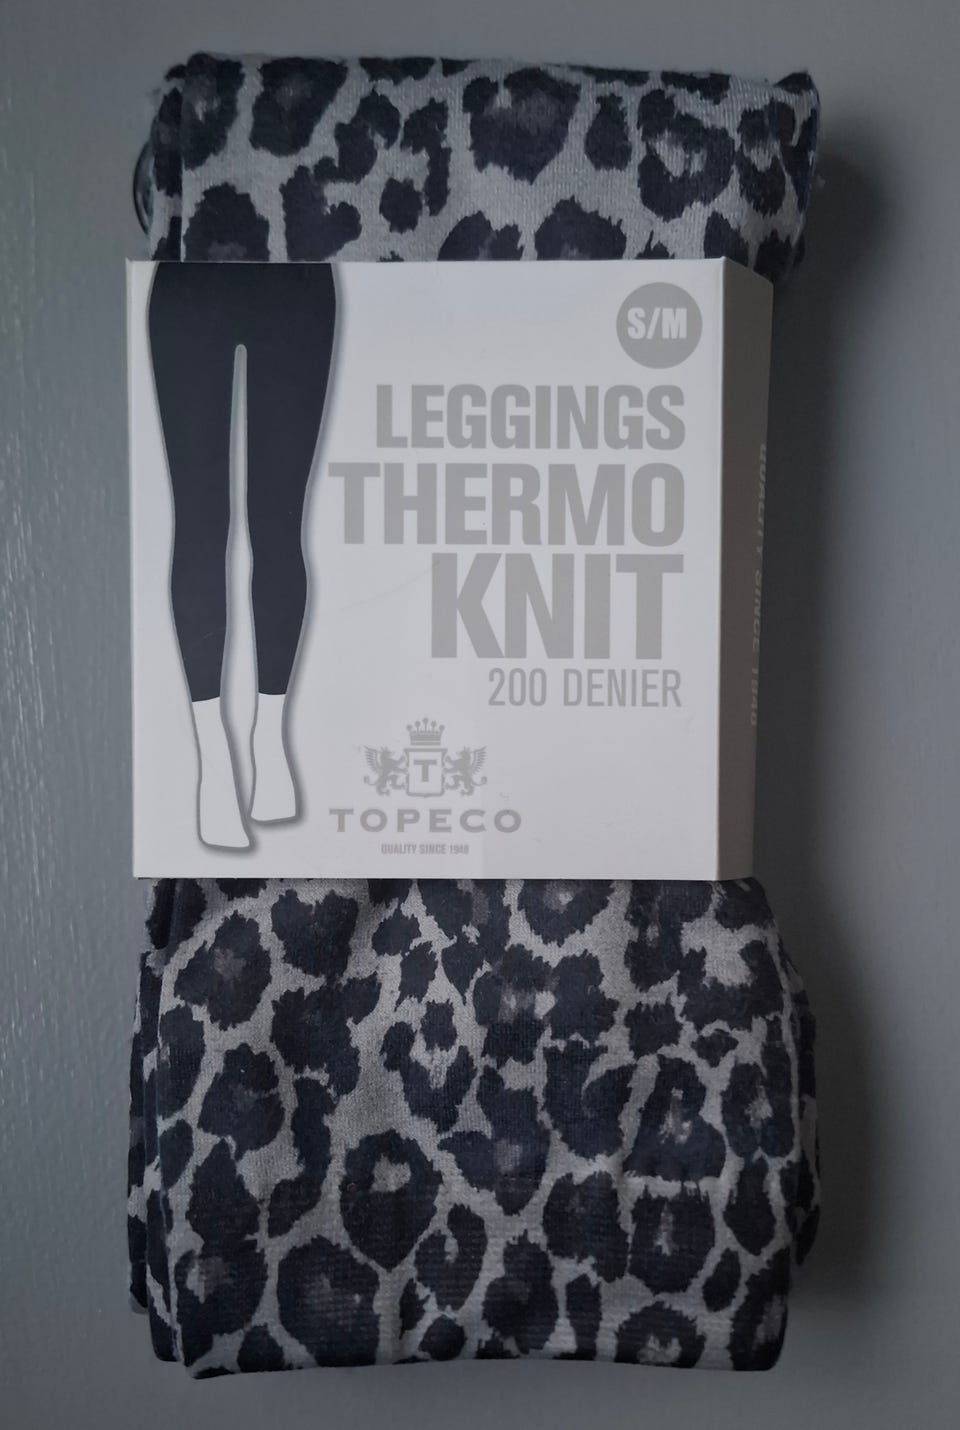 S/M
LEGGINGS
THERMO
KNIT
200 DENIER
T
TOPECO
QUALITY SINCE 1948
QUALITY SINCE 1948